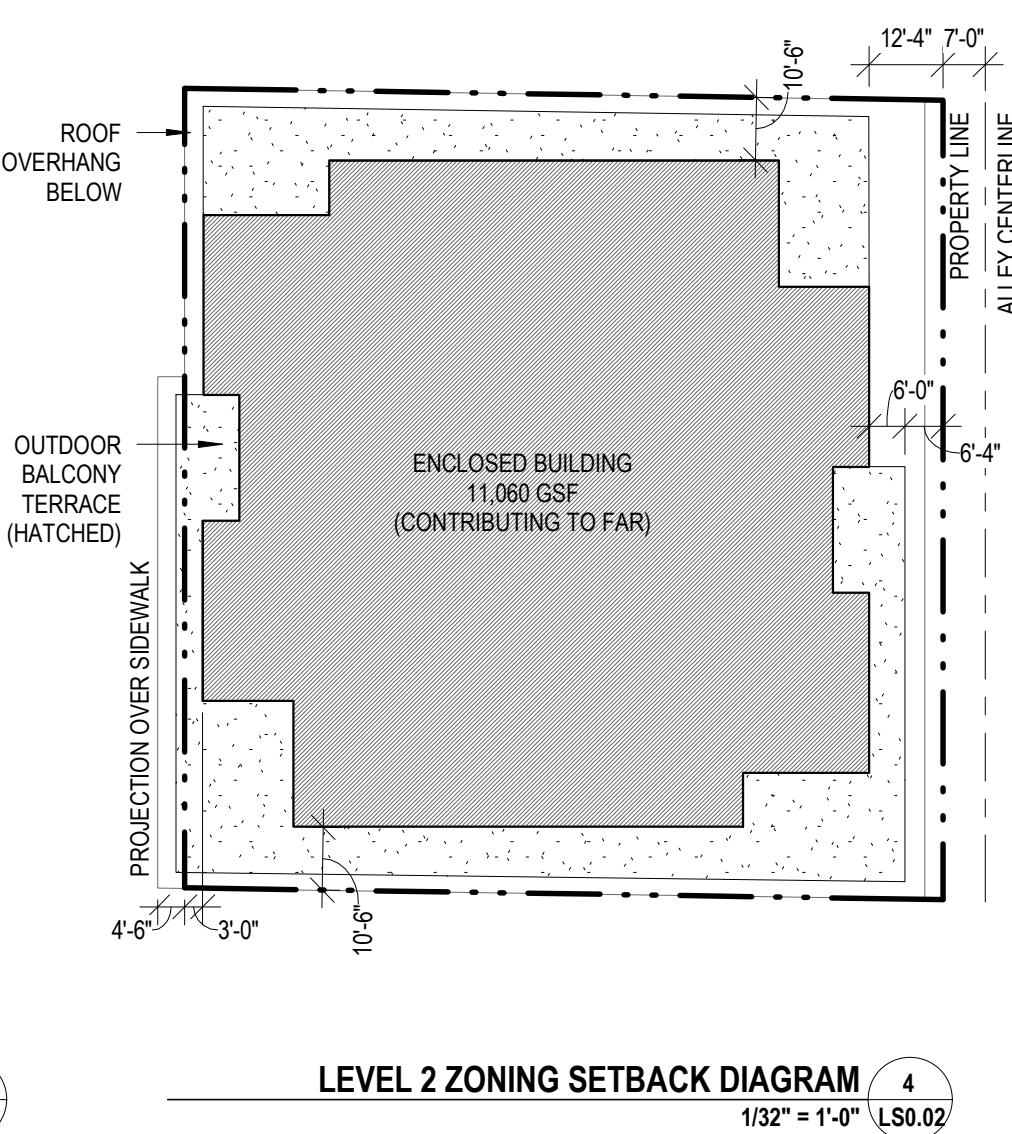 12'-4" 7'-0"
10'-6"
ROOF
OVERHANG
BELOW
PROPERTY LINE
ALLEY CENTERLINE
6'-0"
6'-4"
OUTDOOR
BALCONY
TERRACE
(HATCHED)
ENCLOSED BUILDING
11,060 GSF
(CONTRIBUTING TO FAR)
PROJECTION OVER SIDEWALK
4'-6"
3'-0"
10'-6"
LEVEL 2 ZONING SETBACK DIAGRAM
1/32" = 1'-0"
4
LS0.02